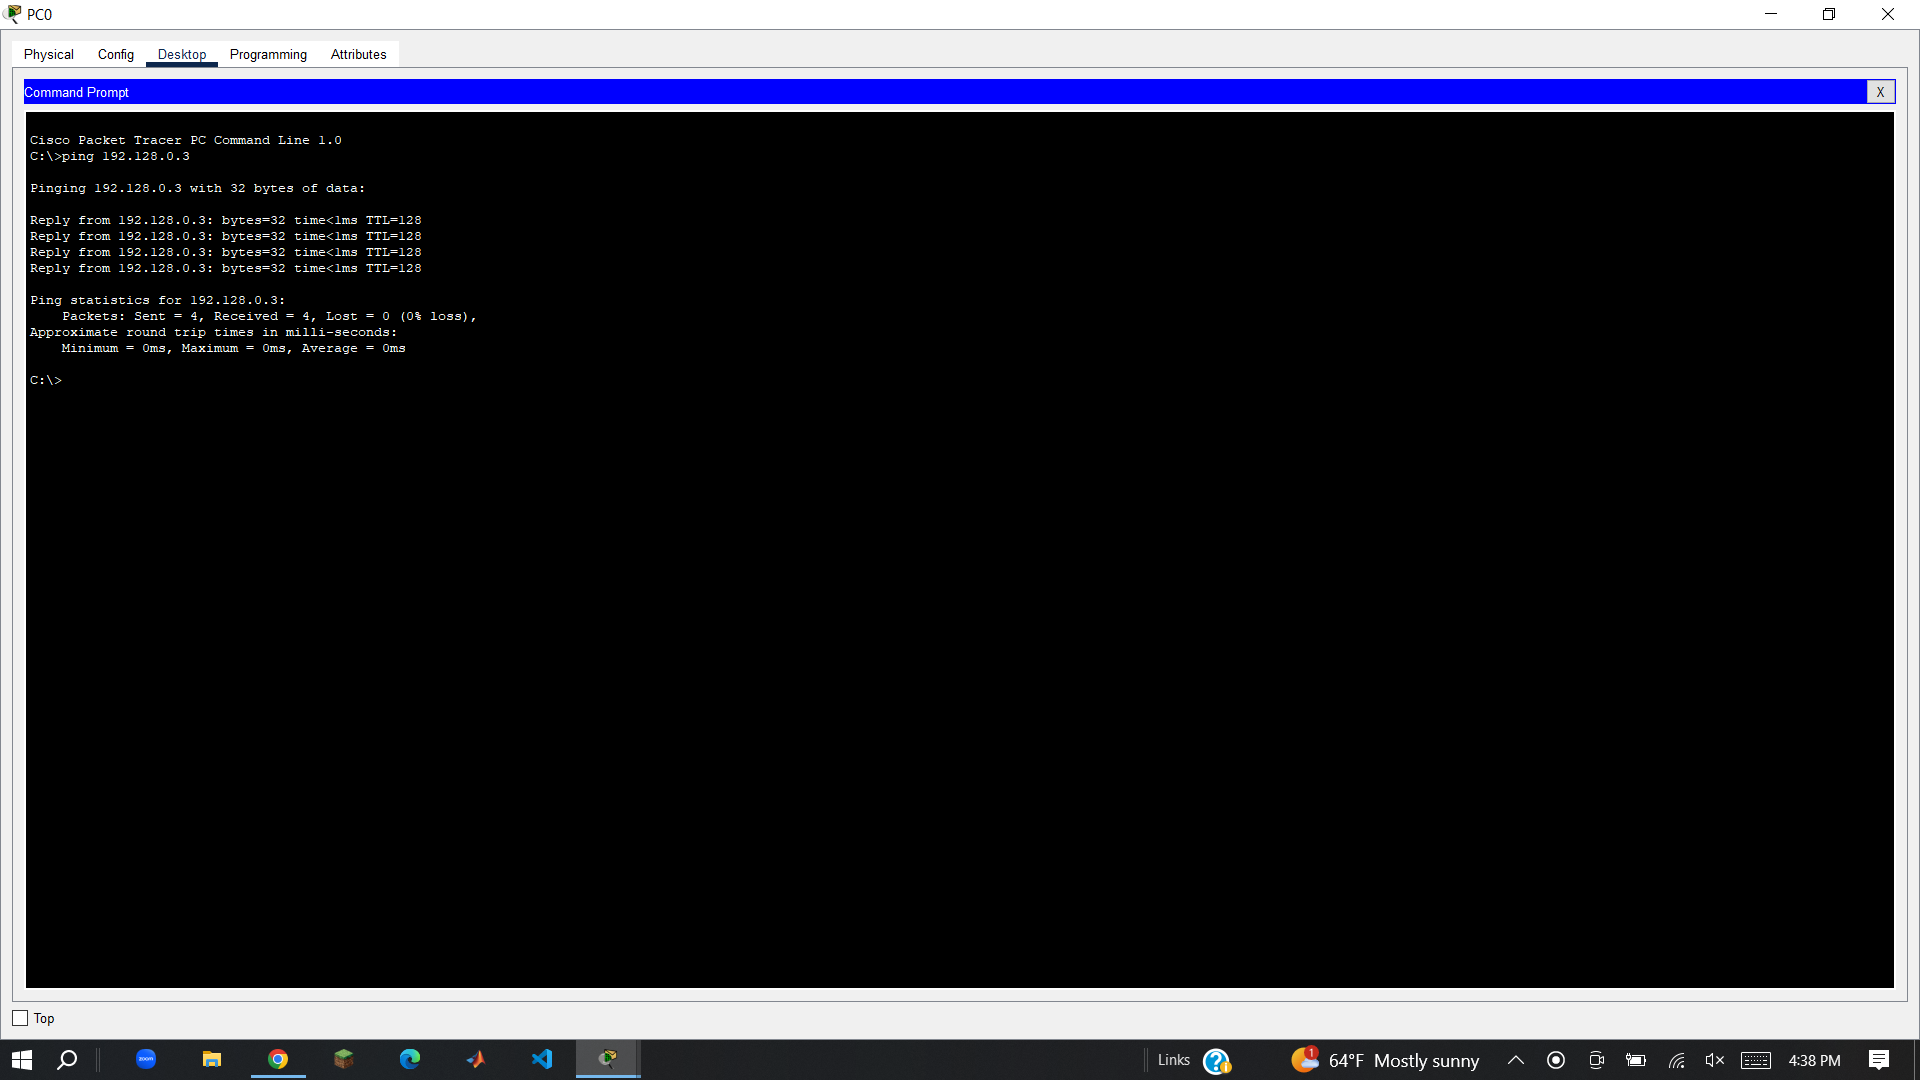 PC0
Physical Config Desktop Programming Attributes
Command Prompt
X
Cisco Packet Tracer PC Command Line 1.0
C:\>ping 192.128.0.3
Pinging 192.128.0.3 with 32 bytes of data:
Reply from 192.128.0.3: bytes=32 time<1ms TTL=128
Reply from 192.128.0.3: bytes=32 time<1ms TTL=128
Reply from 192.128.0.3: bytes=32 time<1ms TTL=128
Reply from 192.128.0.3: bytes=32 time<1ms TTL=128
Ping statistics for 192.128.0.3:
Packets: Sent = 4, Received = 4, Lost = 0 (0% loss),
Approximate round trip times in milli-seconds:
Minimum = 0ms, Maximum = 0ms, Average = 0ms
C:\>
Top
zoom Links 1 64°F Mostly sunny 4:38 PM